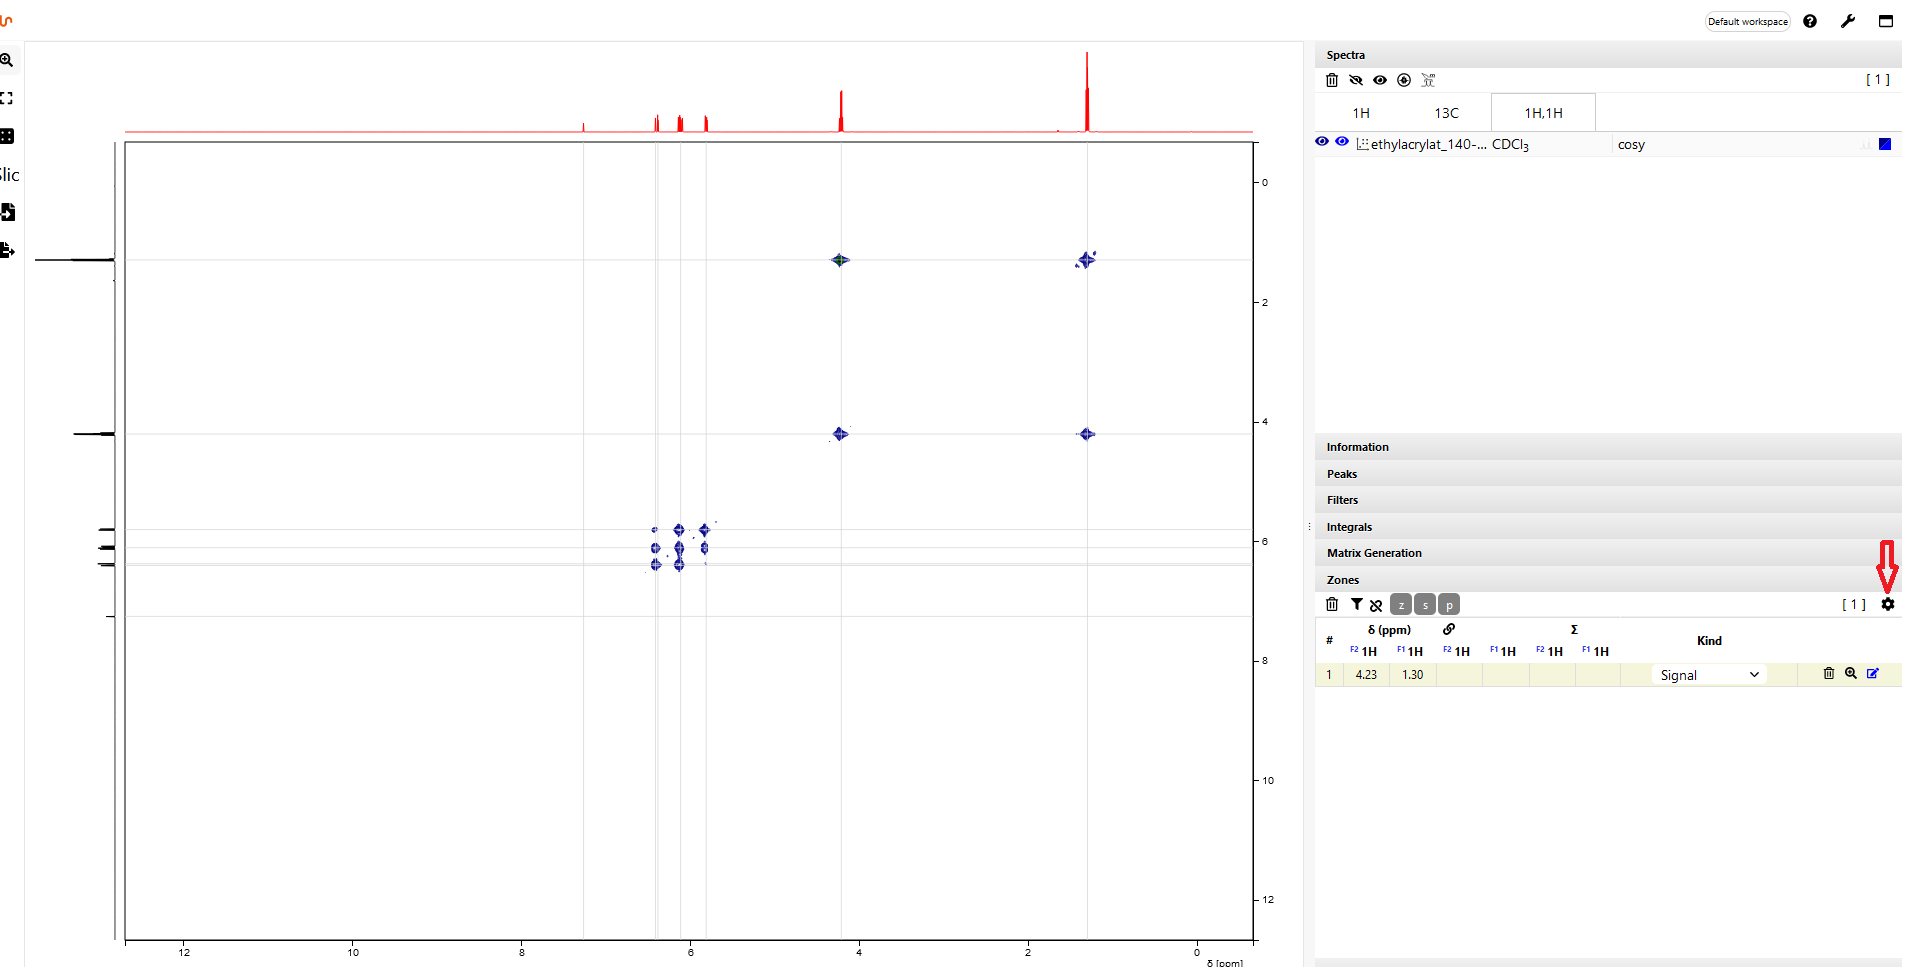 Default workspace
Spectra
[ 1 ]
1H 13C 1H,1H
ethylacrylat_140-... CDCl3 cosy
Slic
0
2
4
6
8
10
12
12 10 8 6 4 2 0
δ [ppm]
Information
Peaks
Filters
Integrals
Matrix Generation
Zones
z s p [ 1 ]
# δ (ppm) Σ Kind
F2 1H F1 1H F2 1H F1 1H F2 1H F1 1H
1 4.23 1.30 Signal